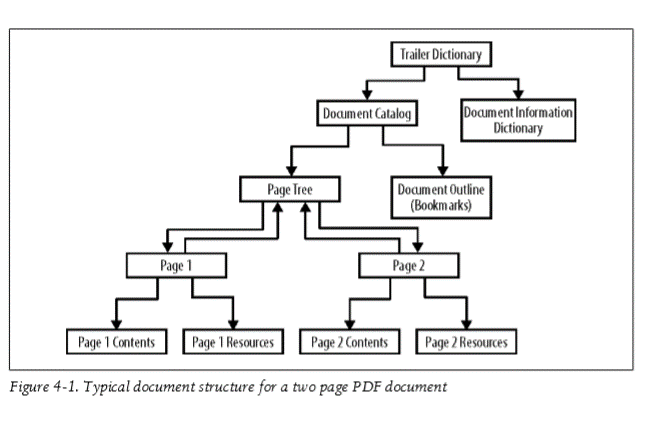 Trailer Dictionary
Document Catalog
Document Information
Dictionary
Page Tree
Document Outline
(Bookmarks)
Page 1
Page 2
Page 1 Contents
Page 1 Resources
Page 2 Contents
Page 2 Resources
Figure 4-1. Typical document structure for a two page PDF document